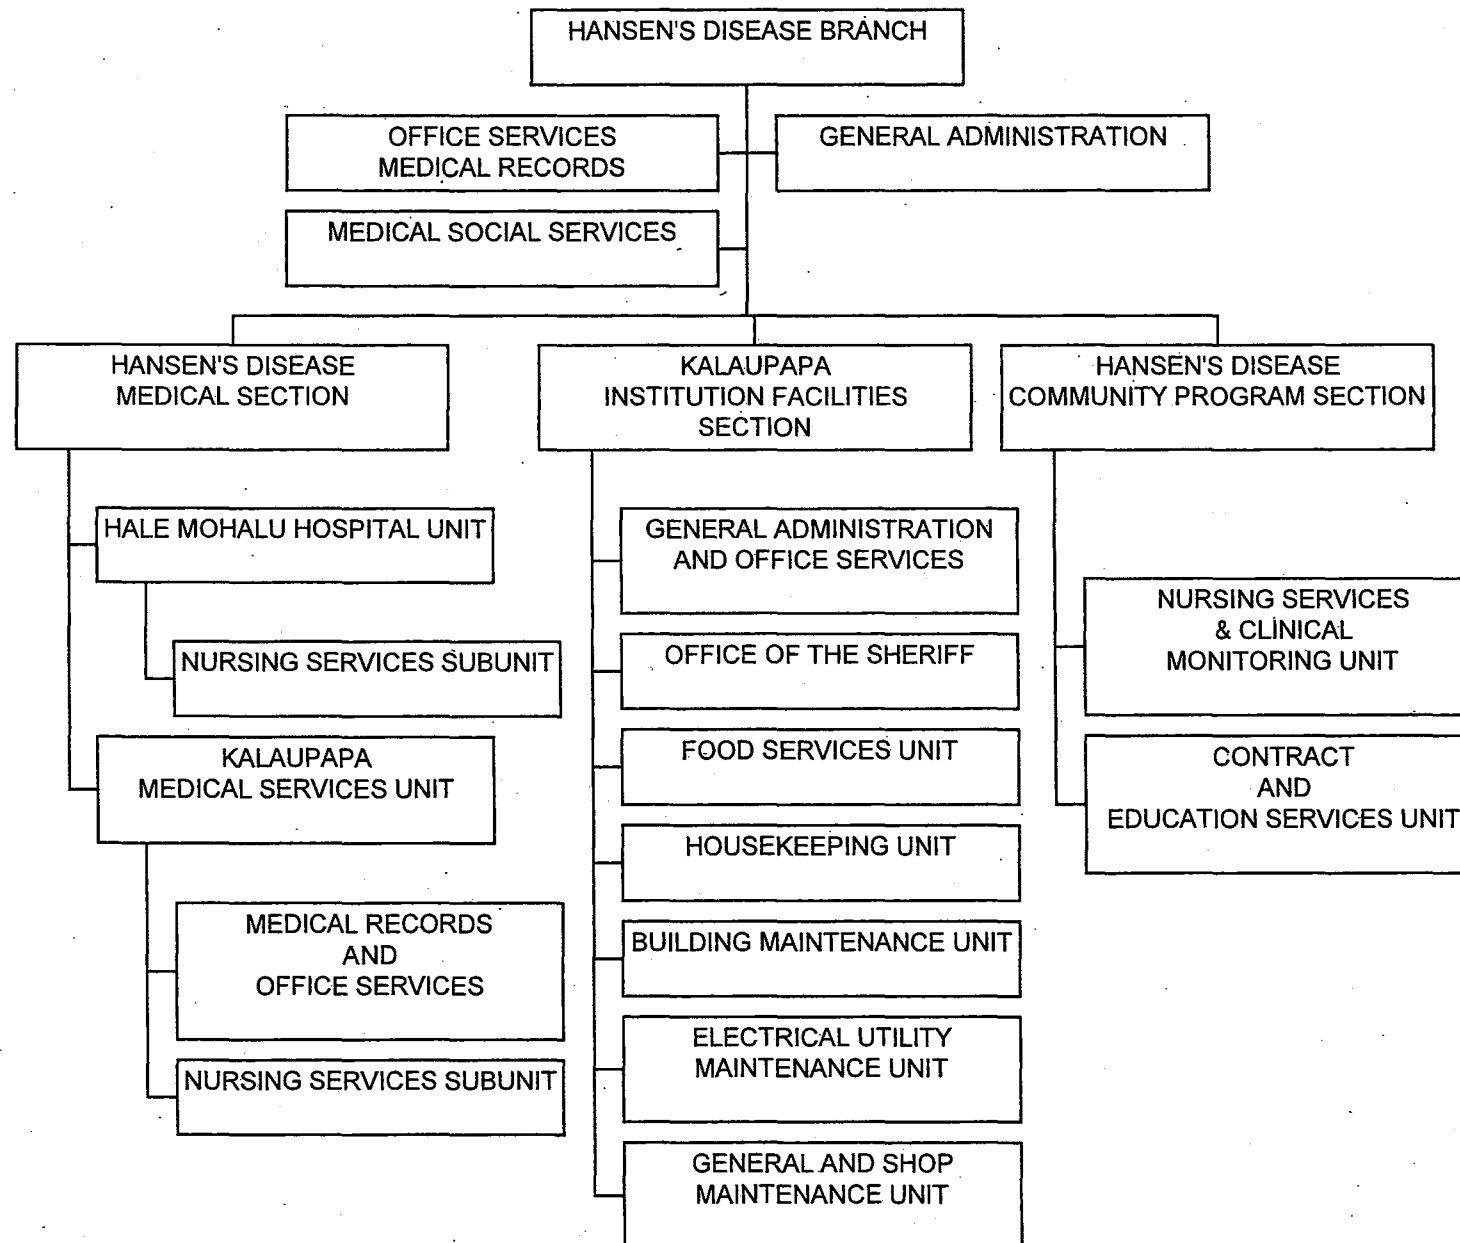 HANSEN'S DISEASE BRANCH
OFFICE SERVICES
MEDICAL RECORDS
GENERAL ADMINISTRATION
MEDICAL SOCIAL SERVICES
HANSEN'S DISEASE
MEDICAL SECTION
HALE MOHALU HOSPITAL UNIT
NURSING SERVICES SUBUNIT
KALAUPAPA
MEDICAL SERVICES UNIT
MEDICAL RECORDS
AND
OFFICE SERVICES
NURSING SERVICES SUBUNIT
KALAUPAPA
INSTITUTION FACILITIES
SECTION
GENERAL ADMINISTRATION
AND OFFICE SERVICES
OFFICE OF THE SHERIFF
FOOD SERVICES UNIT
HOUSEKEEPING UNIT
BUILDING MAINTENANCE UNIT
ELECTRICAL UTILITY
MAINTENANCE UNIT
GENERAL AND SHOP
MAINTENANCE UNIT
HANSEN'S DISEASE
COMMUNITY PROGRAM SECTION
NURSING SERVICES
& CLINICAL
MONITORING UNIT
CONTRACT
AND
EDUCATION SERVICES UNIT